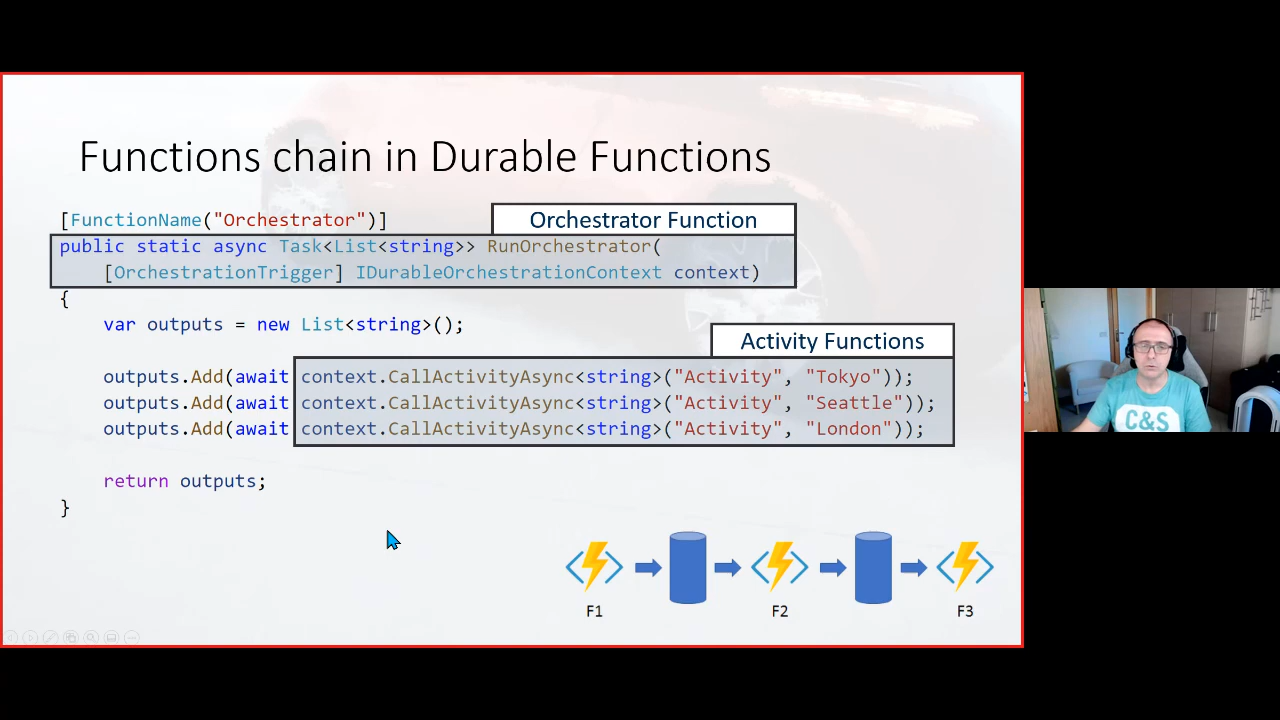 Functions chain in Durable Functions
[FunctionName("Orchestrator")]
Orchestrator Function
public static async Task<List<string>> RunOrchestrator(
[OrchestrationTrigger] IDurableOrchestrationContext context)
{
var outputs = new List<string>();
Activity Functions
outputs.Add(await context.CallActivityAsync<string>("Activity", "Tokyo"));
outputs.Add(await context.CallActivityAsync<string>("Activity", "Seattle"));
outputs.Add(await context.CallActivityAsync<string>("Activity", "London"));
return outputs;
}
F1 F2 F3
C&S